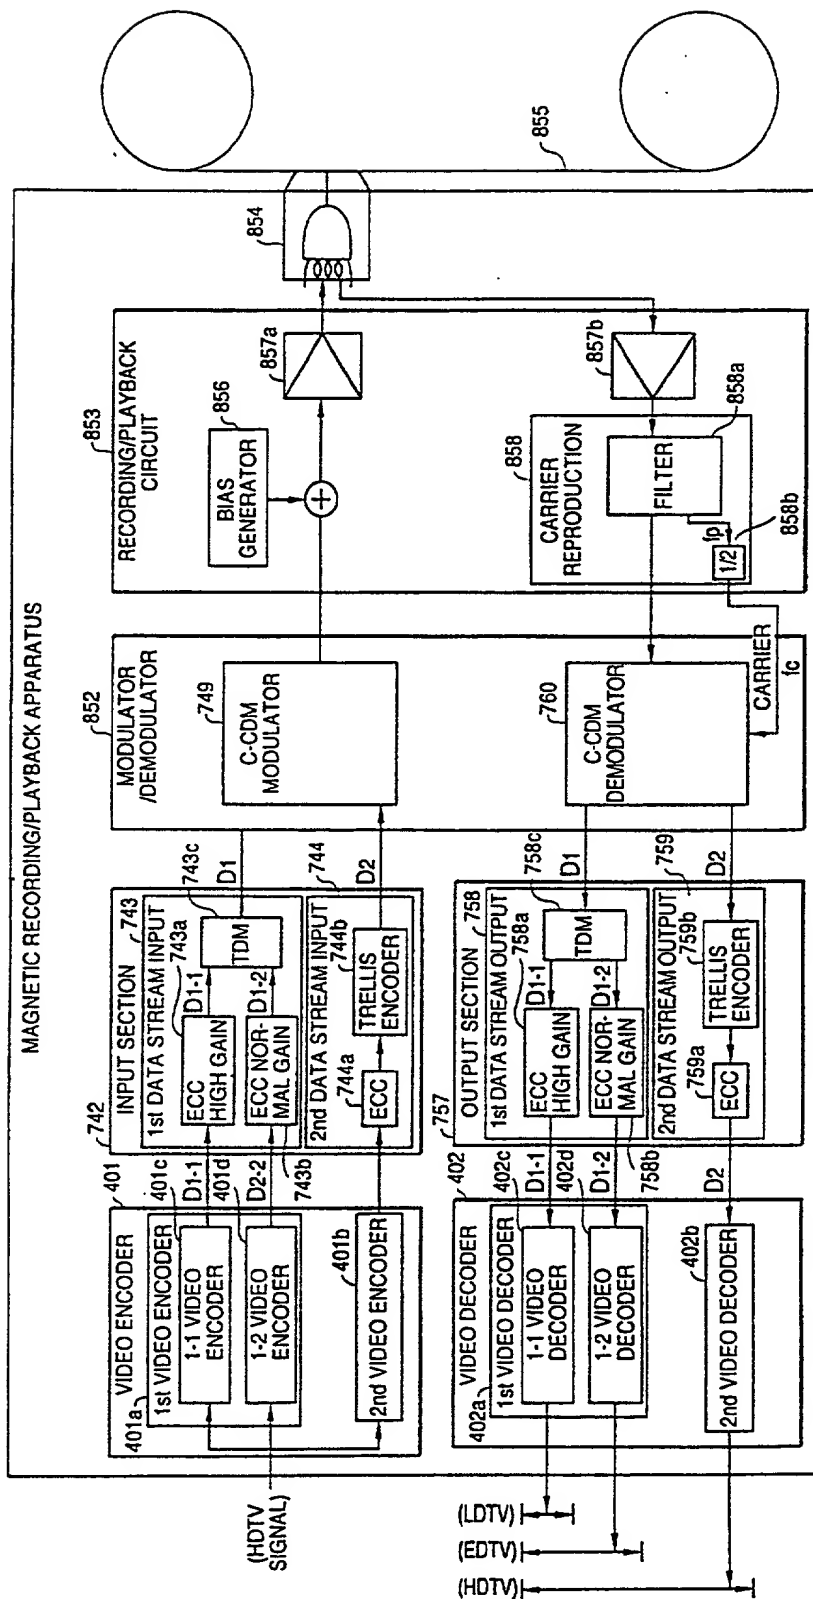 MAGNETIC RECORDING/PLAYBACK APPARATUS
(HDTV
SIGNAL)
401
VIDEO ENCODER
401a
1st VIDEO ENCODER
401c
1-1 VIDEO
ENCODER
401d
1-2 VIDEO
ENCODER
401b
2nd VIDEO ENCODER
D1-1
D2-2
742
INPUT SECTION
743
1st DATA STREAM INPUT
743a
ECC
HIGH GAIN
743b
ECC NOR-
MAL GAIN
D1-1
D1-2
743c
TDM
744
2nd DATA STREAM INPUT
744a
ECC
744b
TRELLIS
ENCODER
D1
D2
852
MODULATOR
/DEMODULATOR
749
C-CDM
MODULATOR
760
C-CDM
DEMODULATOR
853
RECORDING/PLAYBACK
CIRCUIT
856
BIAS
GENERATOR
+
857a
854
855
857b
858
CARRIER
REPRODUCTION
858a
FILTER
fp
1/2
858b
CARRIER
fc
D1
D2
757
OUTPUT SECTION
758
1st DATA STREAM OUTPUT
758a
ECC
HIGH GAIN
758b
ECC NOR-
MAL GAIN
D1-1
D1-2
758c
TDM
759
2nd DATA STREAM OUTPUT
759a
ECC
759b
TRELLIS
ENCODER
D1-1
D1-2
D2
402
VIDEO DECODER
402a
1st VIDEO DECODER
402c
1-1 VIDEO
DECODER
402d
1-2 VIDEO
DECODER
402b
2nd VIDEO DECODER
(LDTV)
(EDTV)
(HDTV)